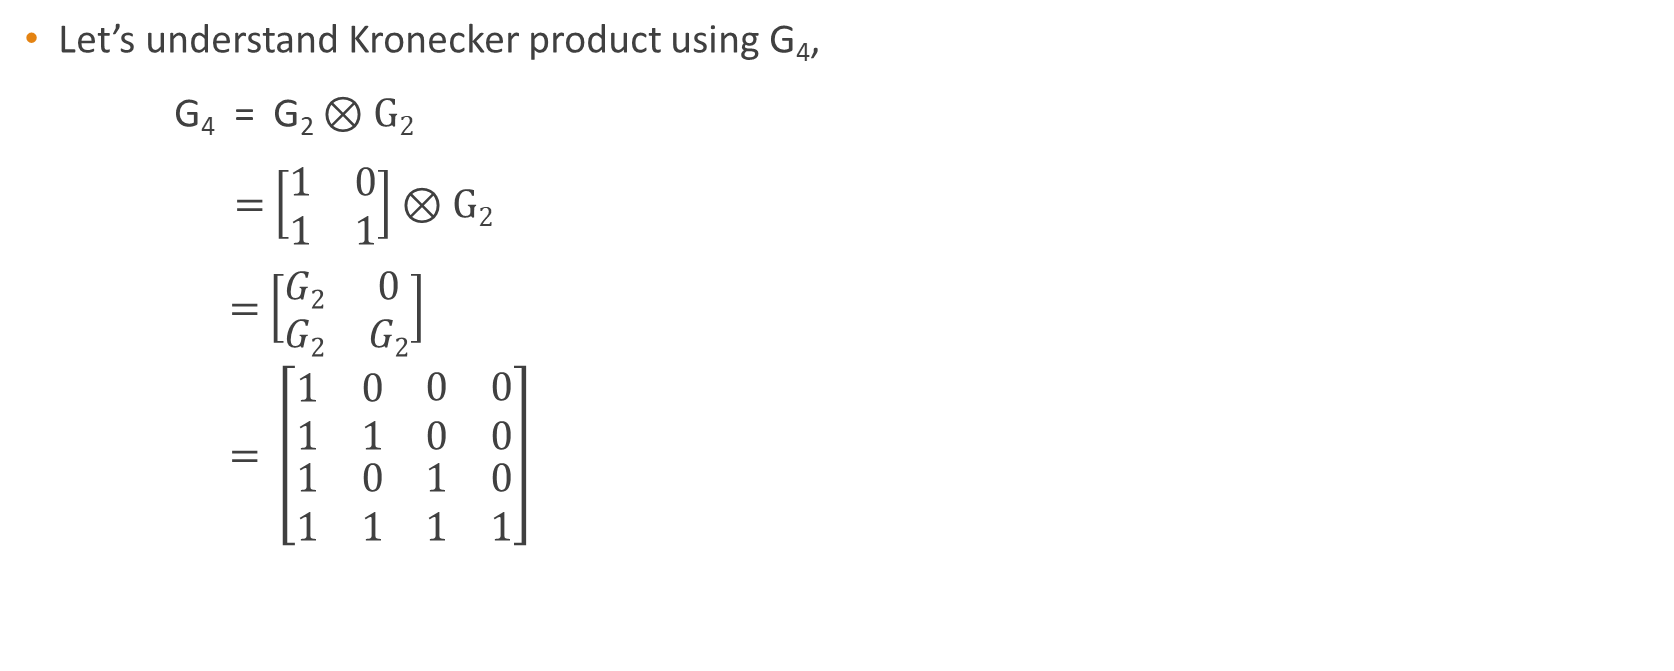 • Let’s understand Kronecker product using G₄,
G₄ = G₂ ⊗ G₂
= [1 0
1 1] ⊗ G₂
= [G₂ 0
G₂ G₂]
= [1 0 0 0
1 1 0 0
1 0 1 0
1 1 1 1]